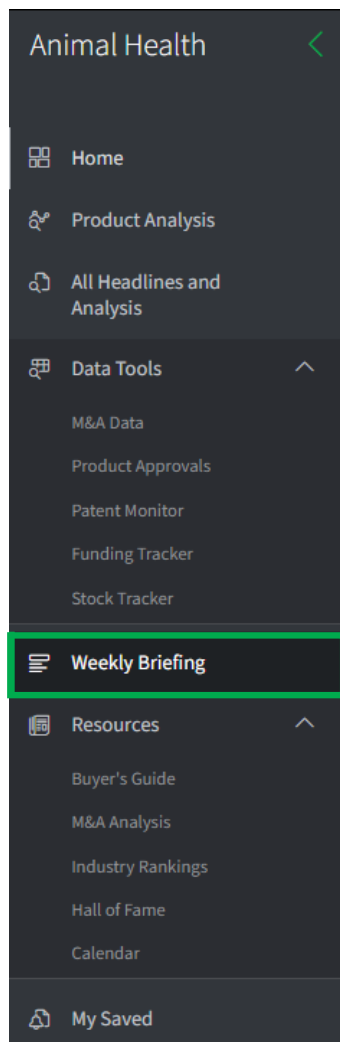 Animal Health
Home
Product Analysis
All Headlines and
Analysis
Data Tools
M&A Data
Product Approvals
Patent Monitor
Funding Tracker
Stock Tracker
Weekly Briefing
Resources
Buyer's Guide
M&A Analysis
Industry Rankings
Hall of Fame
Calendar
My Saved